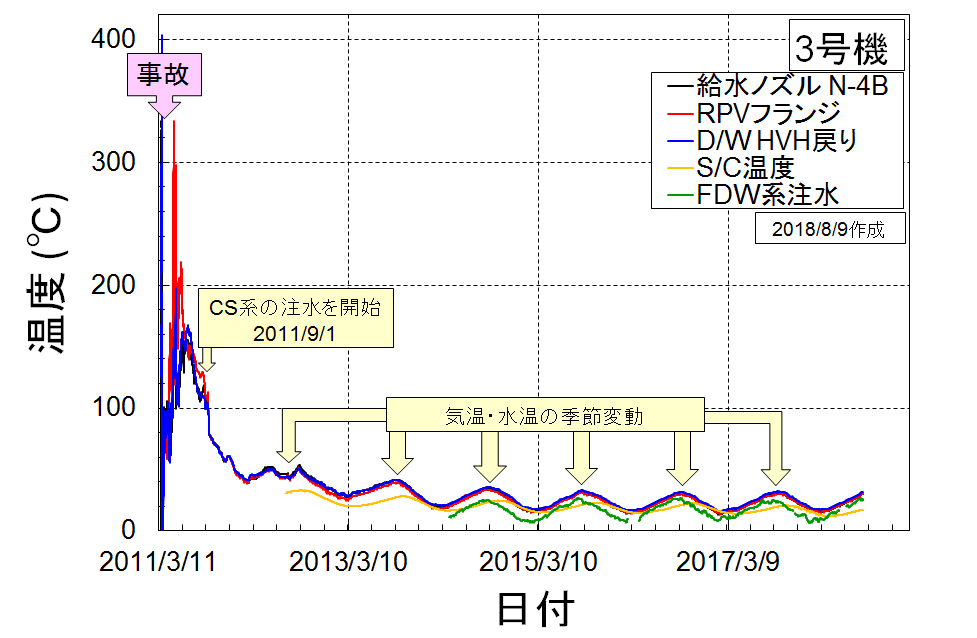 400
300
200
100
0
温度 (°C)
事故
3号機
給水ノズル N-4B
RPVフランジ
D/W HVH戻り
S/C温度
FDW系注水
2018/8/9作成
CS系の注水を開始
2011/9/1
気温・水温の季節変動
2011/3/11
2013/3/10
2015/3/10
2017/3/9
日付